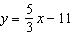 y = 5/3 x − 11